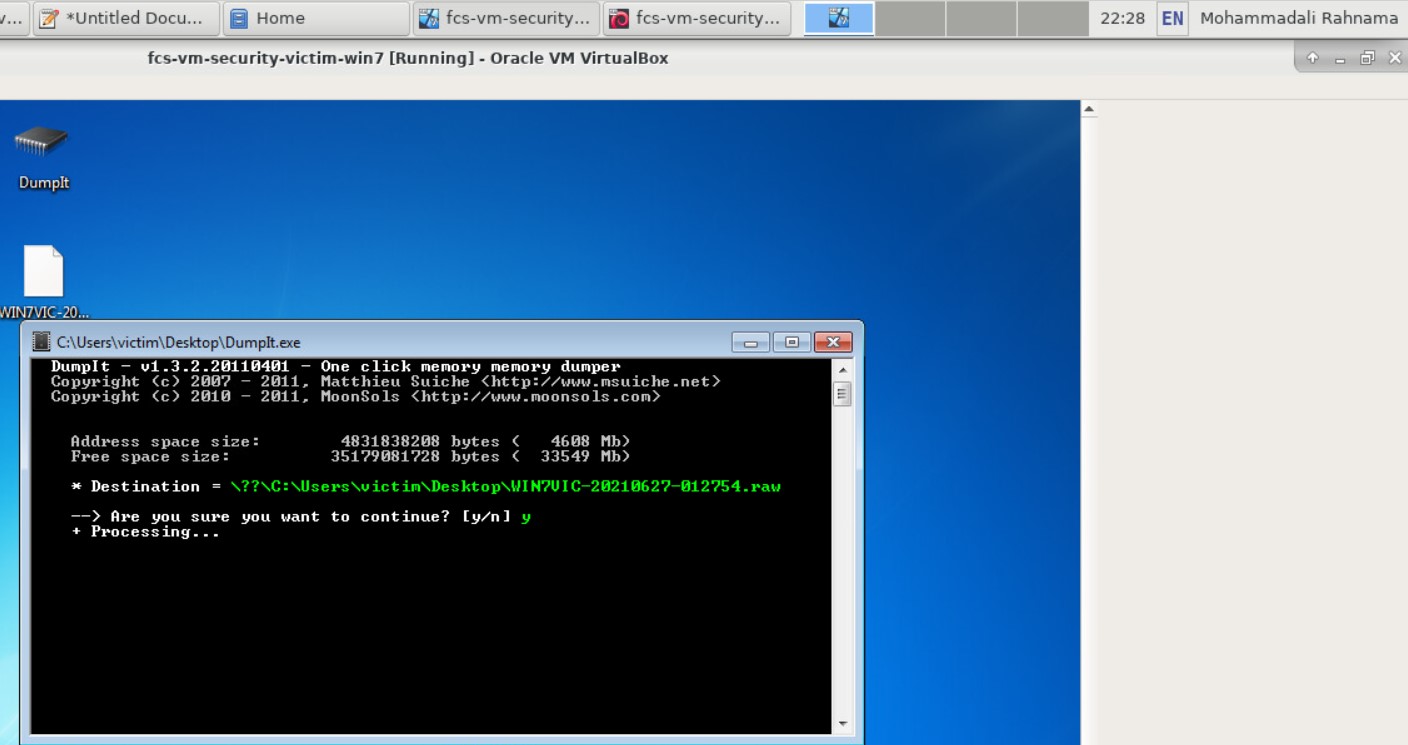 v...
*Untitled Docu...
Home
fcs-vm-security...
fcs-vm-security...
22:28
EN
Mohammadali Rahnama
fcs-vm-security-victim-win7 [Running] - Oracle VM VirtualBox
DumpIt
WIN7VIC-20...
C:\Users\victim\Desktop\DumpIt.exe
DumpIt - v1.3.2.20110401 - One click memory memory dumper
Copyright (c) 2007 - 2011, Matthieu Suiche <http://www.msuiche.net>
Copyright (c) 2010 - 2011, MoonSols <http://www.moonsols.com>
Address space size: 4831838208 bytes ( 4608 Mb)
Free space size: 35179081728 bytes ( 33549 Mb)
* Destination = \??\C:\Users\victim\Desktop\WIN7VIC-20210627-012754.raw
--> Are you sure you want to continue? [y/n] y
+ Processing...